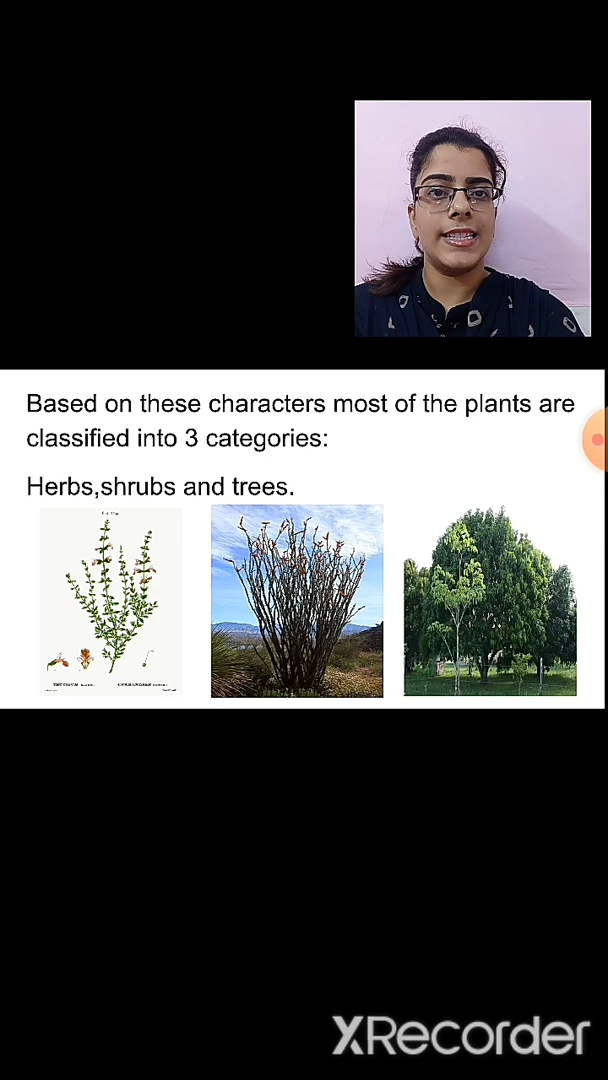 Based on these characters most of the plants are
classified into 3 categories:
Herbs,shrubs and trees.
XRecorder